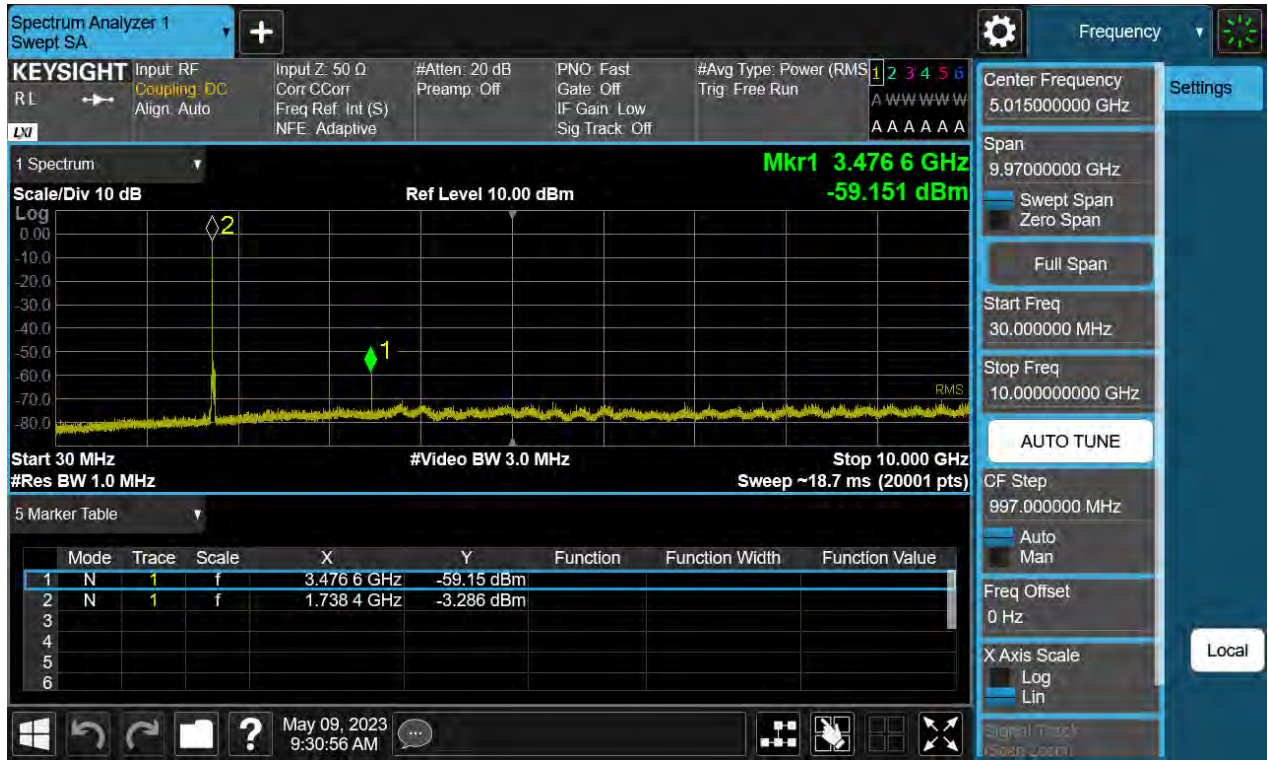 Spectrum Analyzer 1
Swept SA
+
Frequency
KEYSIGHT
RL
LXI
Input: RF
Coupling: DC
Align: Auto
Input Z: 50 Ω
Corr CCorr
Freq Ref: Int (S)
NFE: Adaptive
#Atten: 20 dB
Preamp: Off
PNO: Fast
Gate: Off
IF Gain: Low
Sig Track: Off
#Avg Type: Power (RMS
Trig: Free Run
1 2 3 4 5 6
A W W W W W
A A A A A A
1 Spectrum
Scale/Div 10 dB
Ref Level 10.00 dBm
Mkr1 3.476 6 GHz
-59.151 dBm
Log
0.00
-10.0
-20.0
-30.0
-40.0
-50.0
-60.0
-70.0
-80.0
2
1
RMS
Start 30 MHz
#Video BW 3.0 MHz
Stop 10.000 GHz
#Res BW 1.0 MHz
Sweep ~18.7 ms (20001 pts)
5 Marker Table
Mode Trace Scale X Y Function Function Width Function Value
1 N 1 f 3.476 6 GHz -59.15 dBm
2 N 1 f 1.738 4 GHz -3.286 dBm
3
4
5
6
?
May 09, 2023
9:30:56 AM
Center Frequency
5.015000000 GHz
Span
9.97000000 GHz
Swept Span
Zero Span
Full Span
Start Freq
30.000000 MHz
Stop Freq
10.000000000 GHz
AUTO TUNE
CF Step
997.000000 MHz
Auto
Man
Freq Offset
0 Hz
X Axis Scale
Log
Lin
Signal Track
(Span Zoom)
Settings
Local